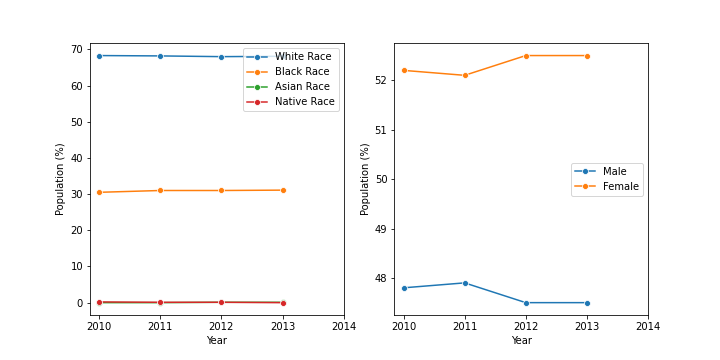 70
60
50
40
30
20
10
0
Population (%)
2010 2011 2012 2013 2014
Year
White Race
Black Race
Asian Race
Native Race
52
51
50
49
48
Population (%)
2010 2011 2012 2013 2014
Year
Male
Female